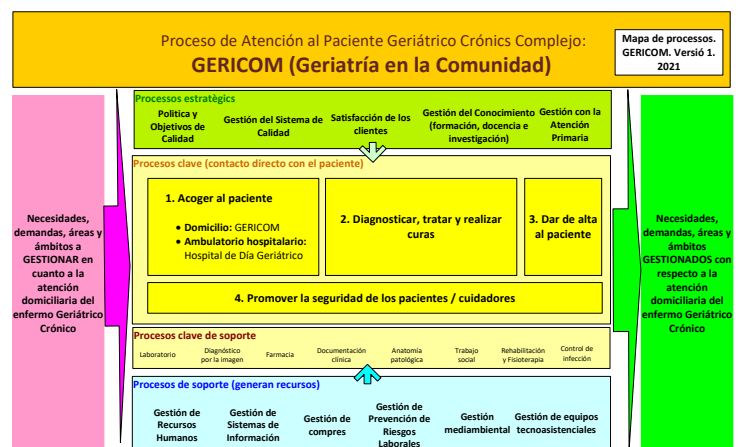 Proceso de Atención al Paciente Geriátrico Crónics Complejo:
GERICOM (Geriatría en la Comunidad)
Mapa de processos.
GERICOM. Versió 1.
2021
Necesidades,
demandas, áreas y
ámbitos a
GESTIONAR en
cuanto a la
atención
domiciliaria del
enfermo Geriátrico
Crónico
Processos estratègics
Politica y
Objetivos de
Calidad
Gestión del Sistema de
Calidad
Satisfacción de los
clientes
Gestión del Conocimiento
(formación, docencia e
investigación)
Gestión con la
Atención
Primaria
Procesos clave (contacto directo con el paciente)
1. Acoger al paciente
• Domicilio: GERICOM
• Ambulatorio hospitalario:
Hospital de Día Geriátrico
2. Diagnosticar, tratar y realizar
curas
3. Dar de alta
al paciente
4. Promover la seguridad de los pacientes / cuidadores
Procesos clave de soporte
Laboratorio
Diagnóstico
por la imagen
Farmacia
Documentación
clínica
Anatomía
patológica
Trabajo
social
Rehabilitación
y Fisioterapia
Control de
infección
Procesos de soporte (generan recursos)
Gestión de
Recursos
Humanos
Gestión de
Sistemas de
Información
Gestión de
compres
Gestión de
Prevención de
Riesgos
Laborales
Gestión
mediambental
Gestión de equipos
tecnoasistenciales
Necesidades,
demandas, áreas y
ámbitos
GESTIONADOS con
respecto a la
atención
domiciliaria del
enfermo Geriátrico
Crónico